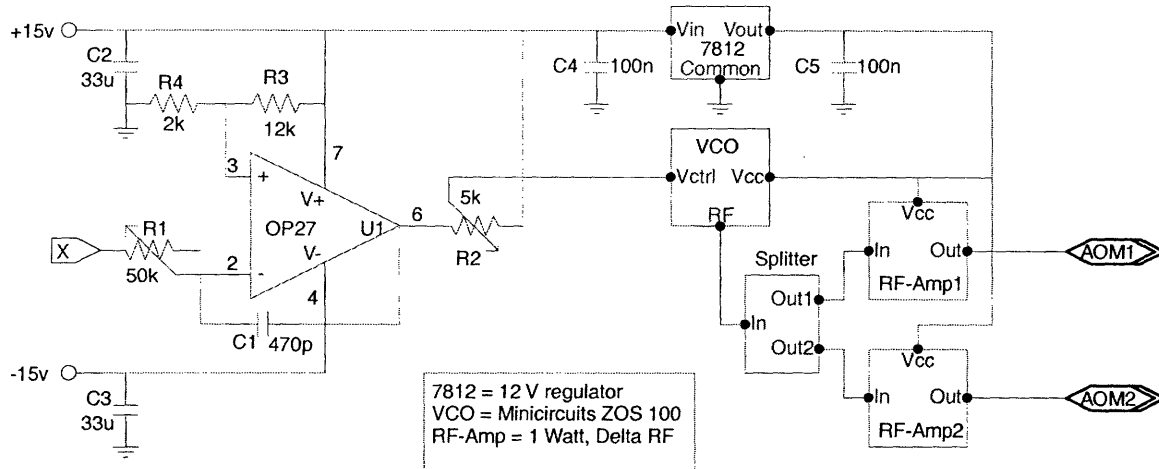 +15v
C2
33u
R4
2k
R3
12k
7
3
+
V+
OP27
U1
6
V-
2
-
4
X
R1
50k
C1
470p
5k
R2
-15v
C3
33u
C4
100n
Vin Vout
7812
Common
C5
100n
VCO
Vctrl Vcc
RF
Splitter
In
Out1
Out2
Vcc
In Out
RF-Amp1
AOM1
Vcc
In Out
RF-Amp2
AOM2
7812 = 12 V regulator
VCO = Minicircuits ZOS 100
RF-Amp = 1 Watt, Delta RF